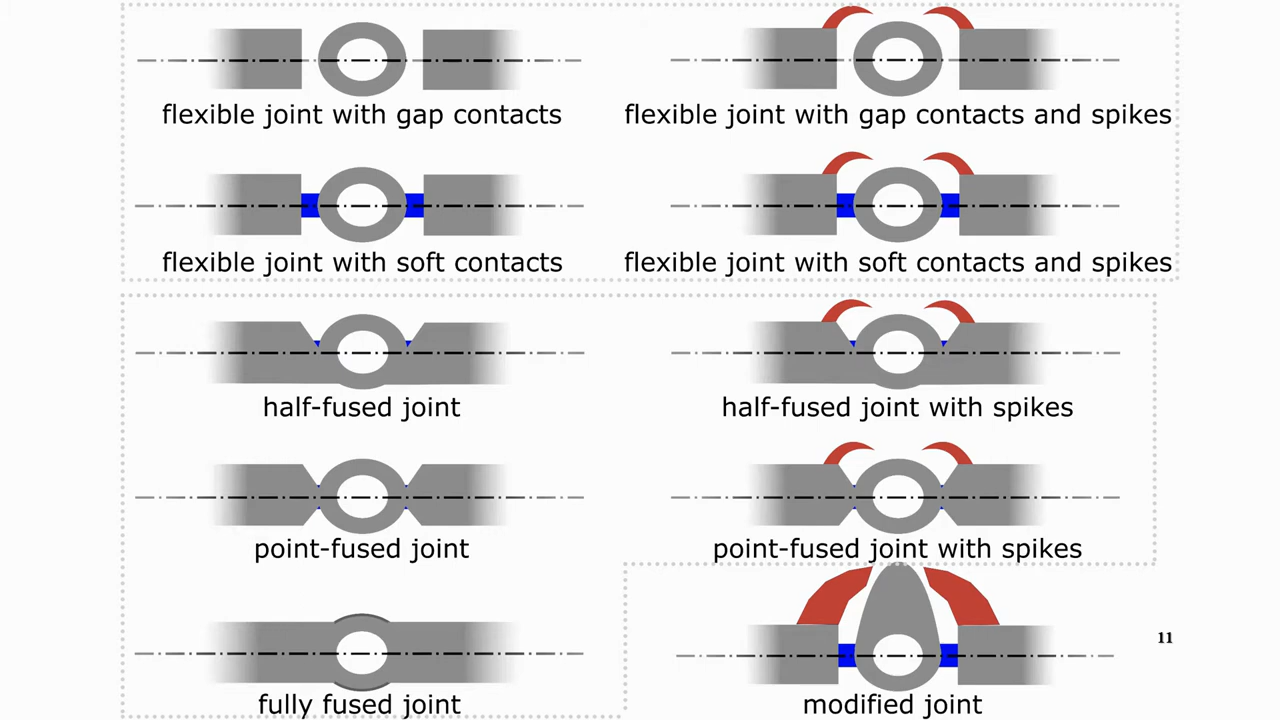 flexible joint with gap contacts
flexible joint with gap contacts and spikes
flexible joint with soft contacts
flexible joint with soft contacts and spikes
half-fused joint
half-fused joint with spikes
point-fused joint
point-fused joint with spikes
11
fully fused joint
modified joint